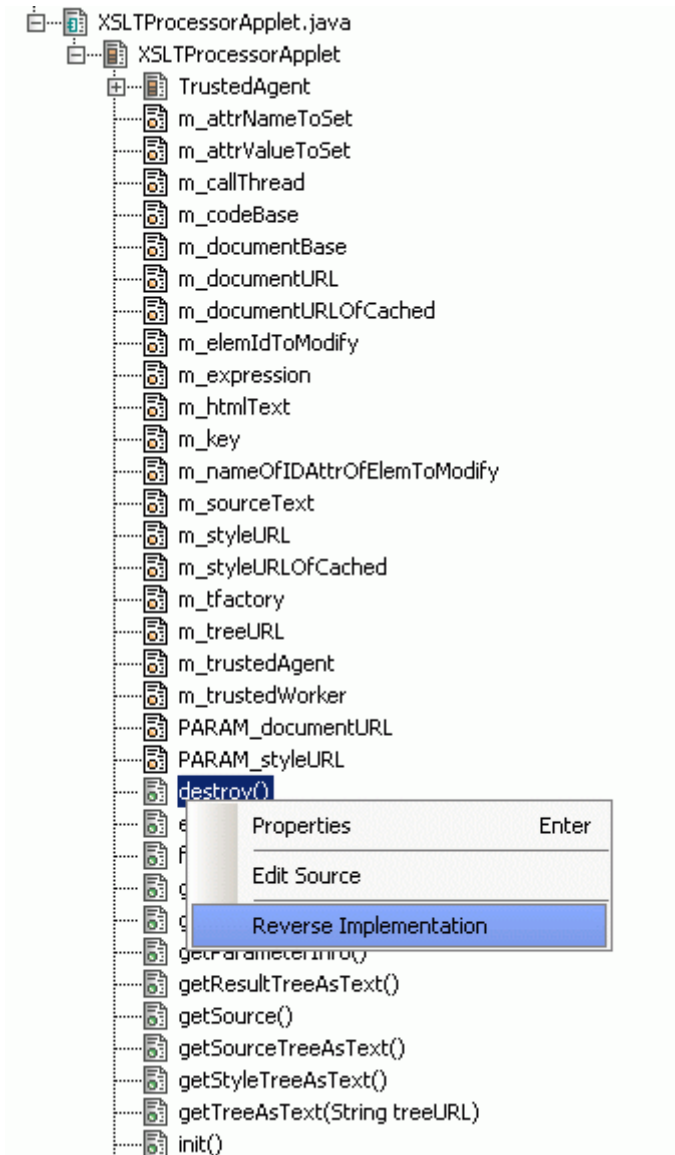 XSLTProcessorApplet.java
XSLTProcessorApplet
TrustedAgent
m_attrNameToSet
m_attrValueToSet
m_callThread
m_codeBase
m_documentBase
m_documentURL
m_documentURLOfCached
m_elemIdToModify
m_expression
m_htmlText
m_key
m_nameOfIDAttrOfElemToModify
m_sourceText
m_styleURL
m_styleURLOfCached
m_tfactory
m_treeURL
m_trustedAgent
m_trustedWorker
PARAM_documentURL
PARAM_styleURL
destroy()
Properties Enter
Edit Source
Reverse Implementation
getParameterInfo()
getResultTreeAsText()
getSource()
getSourceTreeAsText()
getStyleTreeAsText()
getTreeAsText(String treeURL)
init()